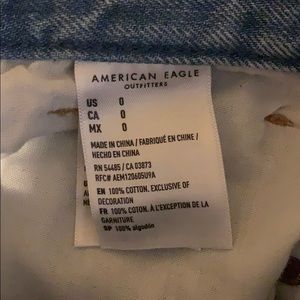 AMERICAN EAGLE
OUTFITTERS
US 0
CA 0
MX 0
MADE IN CHINA / FABRIQUÉ EN CHINE /
HECHO EN CHINA
RN 54485 / CA 03873
RFC# AEM120605U9A
EN 100% COTTON. EXCLUSIVE OF
DECORATION
FR 100% COTON. À L'EXCEPTION DE LA
GARNITURE
SP 100% algodón